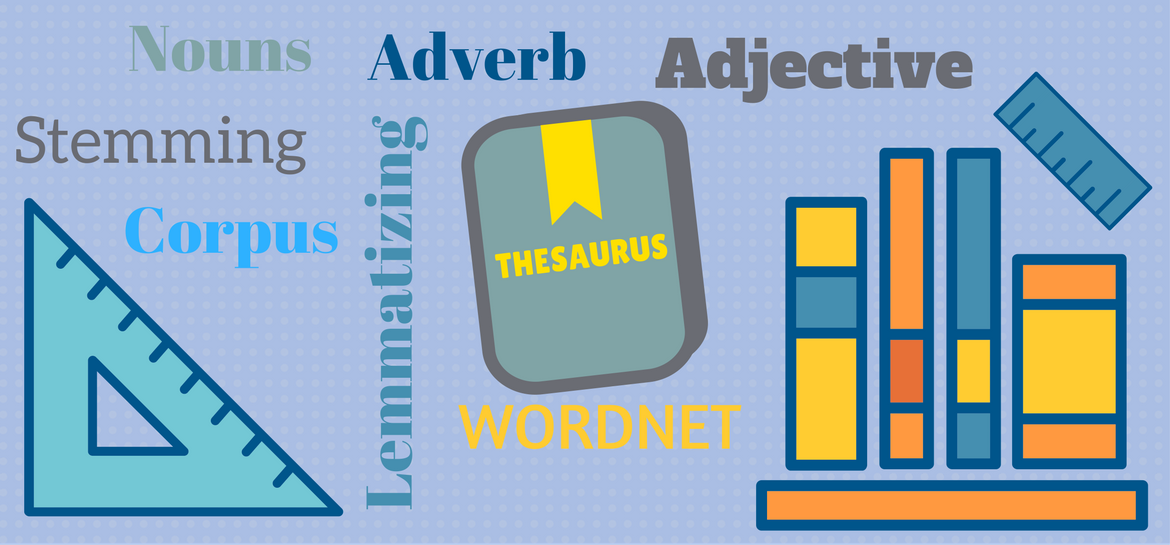 Nouns
Adverb
Adjective
Stemming
Corpus
Lemmatizing
THESAURUS
WORDNET